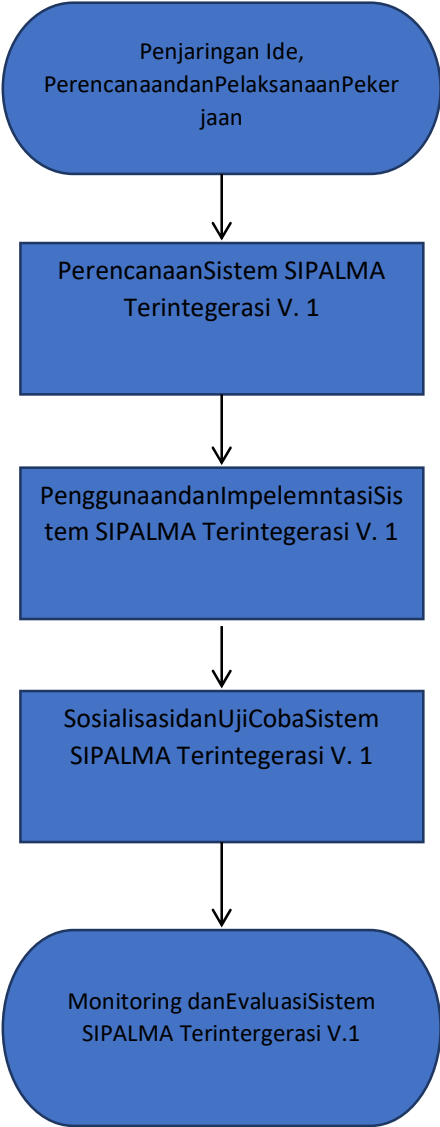 Penjaringan Ide,
PerencanaandanPelaksanaanPeker
jaan
PerencanaanSistem SIPALMA
Terintegerasi V. 1
PenggunaandanImpelemntasiSis
tem SIPALMA Terintegerasi V. 1
SosialisasidanUjiCobaSistem
SIPALMA Terintegerasi V. 1
Monitoring danEvaluasiSistem
SIPALMA Terintergerasi V.1